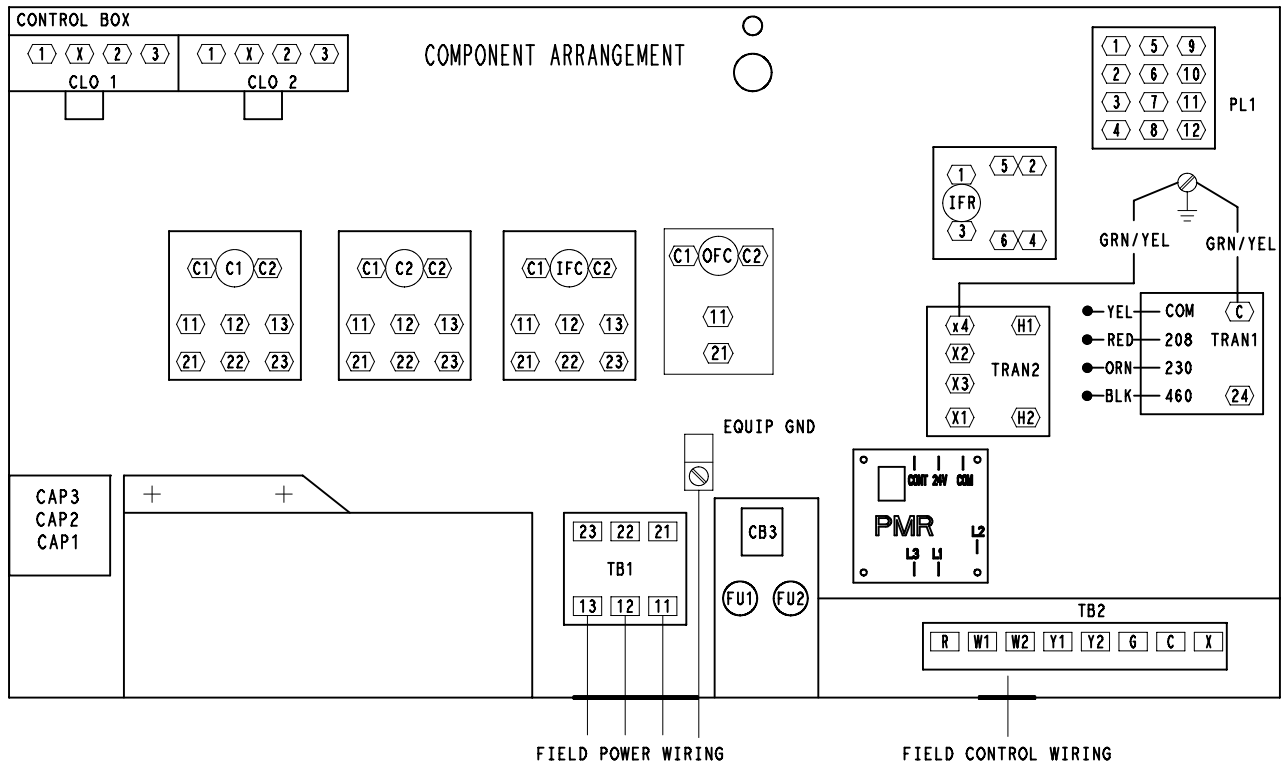 CONTROL BOX
1 X 2 3
CLO 1
1 X 2 3
CLO 2
COMPONENT ARRANGEMENT
1 5 9
2 6 10
3 7 11
4 8 12
PL1
1 5 2
IFR
3 6 4
GRN/YEL
GRN/YEL
C1 C1 C2
11 12 13
21 22 23
C1 C2 C2
11 12 13
21 22 23
C1 IFC C2
11 12 13
21 22 23
C1 OFC C2
11
21
x4 H1
X2
X3
TRAN2
X1 H2
YEL COM C
RED 208 TRAN1
ORN 230
BLK 460 24
EQUIP GND
CAP3
CAP2
CAP1
23 22 21
TB1
13 12 11
CB3
FU1 FU2
CONT 24V COM
PMR
L2
L3 L1
TB2
R W1 W2 Y1 Y2 G C X
FIELD POWER WIRING
FIELD CONTROL WIRING